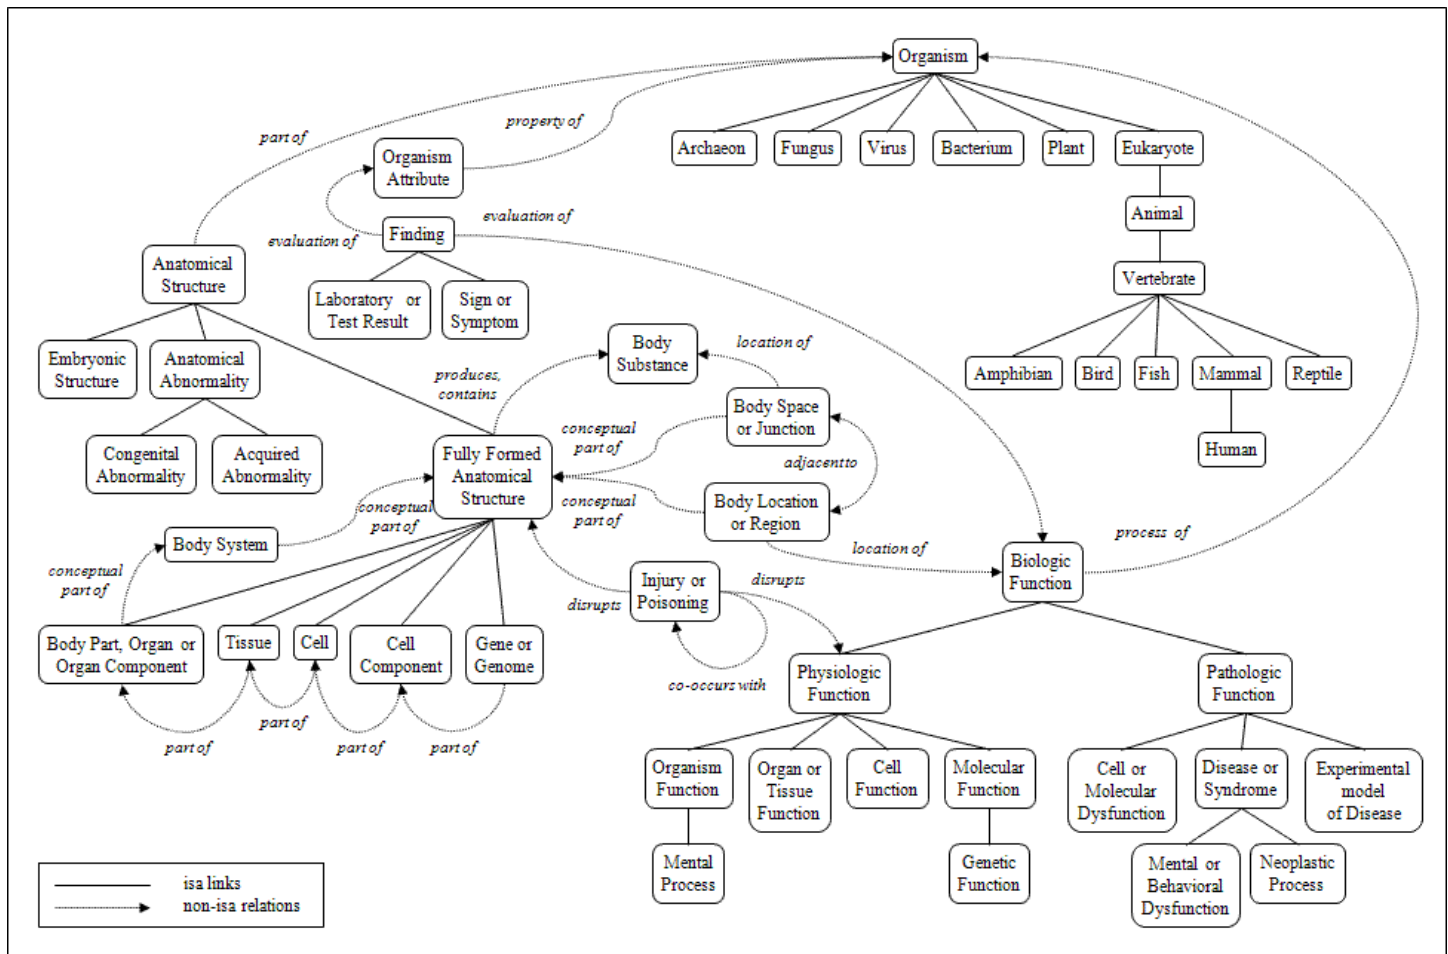 Organism
part of
property of
Archaeon
Fungus
Virus
Bacterium
Plant
Eukaryote
Organism
Attribute
Animal
evaluation of
evaluation of
Finding
Anatomical
Structure
Vertebrate
Laboratory or
Test Result
Sign or
Symptom
Body
Substance
location of
Embryonic
Structure
Anatomical
Abnormality
produces,
contains
Amphibian
Bird
Fish
Mammal
Reptile
Body Space
or Junction
conceptual
part of
Congenital
Abnormality
Acquired
Abnormality
Fully Formed
Anatomical
Structure
adjacent to
Human
conceptual
part of
Body Location
or Region
conceptual
part of
Body System
location of
process of
Biologic
Function
conceptual
part of
Injury or
Poisoning
disrupts
disrupts
Body Part, Organ or
Organ Component
Tissue
Cell
Cell
Component
Gene or
Genome
co-occurs with
Physiologic
Function
Pathologic
Function
part of
part of
part of
part of
Organism
Function
Organ or
Tissue
Function
Cell
Function
Molecular
Function
Cell or
Molecular
Dysfunction
Disease or
Syndrome
Experimental
model
of Disease
Mental
Process
Genetic
Function
Mental or
Behavioral
Dysfunction
Neoplastic
Process
isa links
non-isa relations